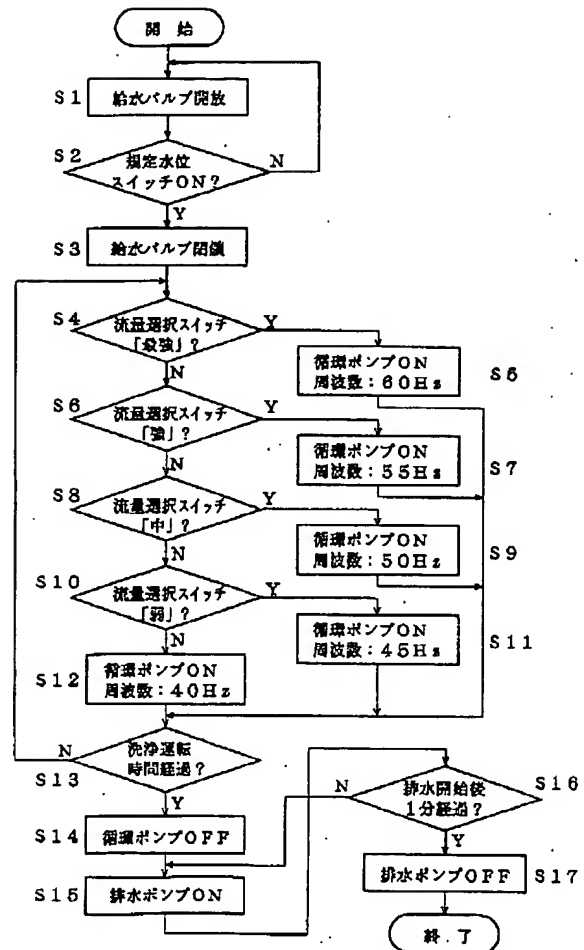 開 始
S1
給水バルブ開放
S2
規定水位
スイッチON?
N
Y
S3
給水バルブ閉鎖
S4
流量選択スイッチ
「最強」?
Y
N
循環ポンプON
周波数:60Hz
S5
S6
流量選択スイッチ
「強」?
Y
N
循環ポンプON
周波数:55Hz
S7
S8
流量選択スイッチ
「中」?
Y
N
循環ポンプON
周波数:50Hz
S9
S10
流量選択スイッチ
「弱」?
Y
N
循環ポンプON
周波数:45Hz
S11
S12
循環ポンプON
周波数:40Hz
N
洗浄運転
時間経過?
S13
Y
N
排水開始後
1分経過?
S16
Y
S14
循環ポンプOFF
S15
排水ポンプON
排水ポンプOFF
S17
終 了